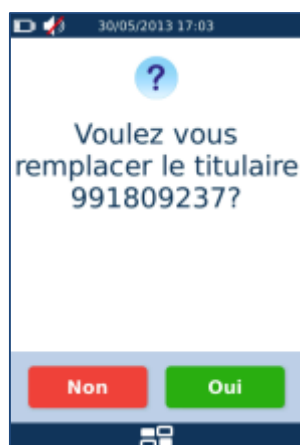 30/05/2013 17:03
?
Voulez vous
remplacer le titulaire
991809237?
Non
Oui